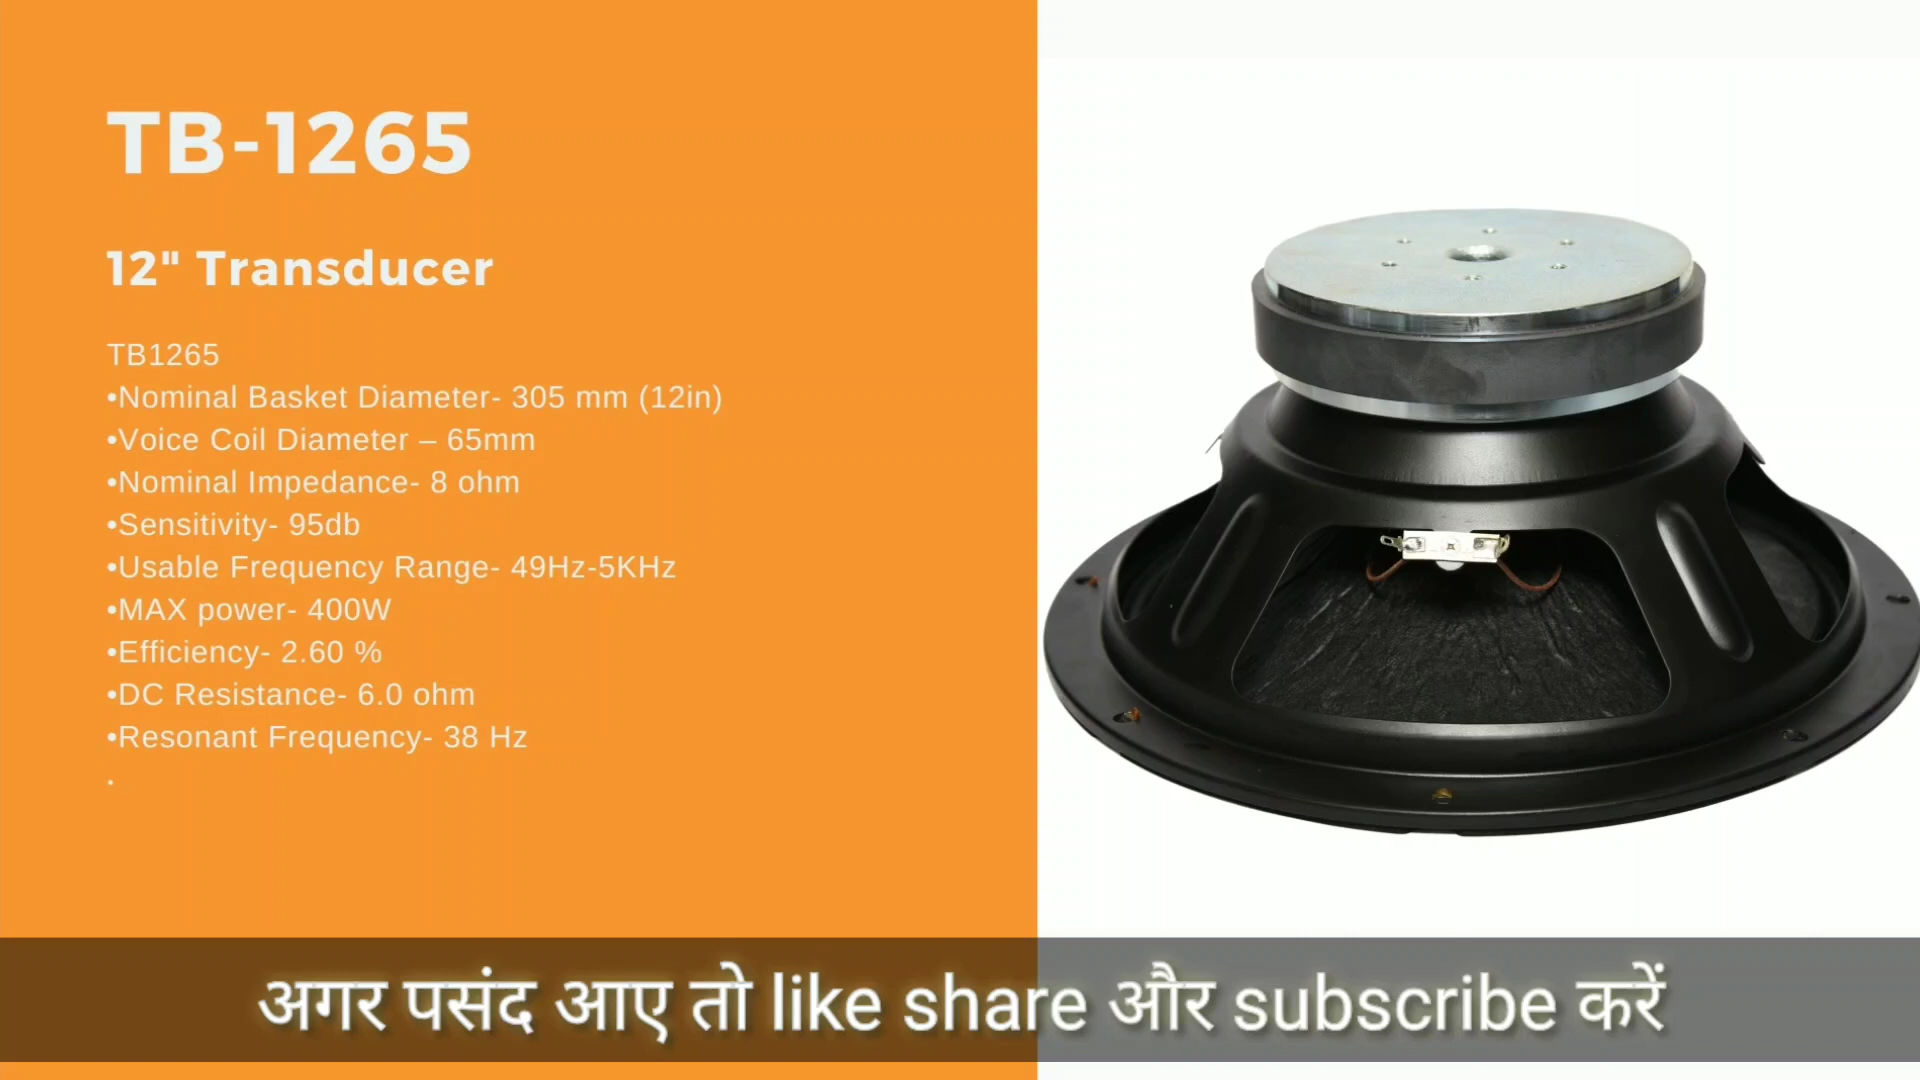 TB-1265
12" Transducer
TB1265
•Nominal Basket Diameter- 305 mm (12in)
•Voice Coil Diameter – 65mm
•Nominal Impedance- 8 ohm
•Sensitivity- 95db
•Usable Frequency Range- 49Hz-5KHz
•MAX power- 400W
•Efficiency- 2.60 %
•DC Resistance- 6.0 ohm
•Resonant Frequency- 38 Hz
.
अगर पसंद आए तो like share और subscribe करें